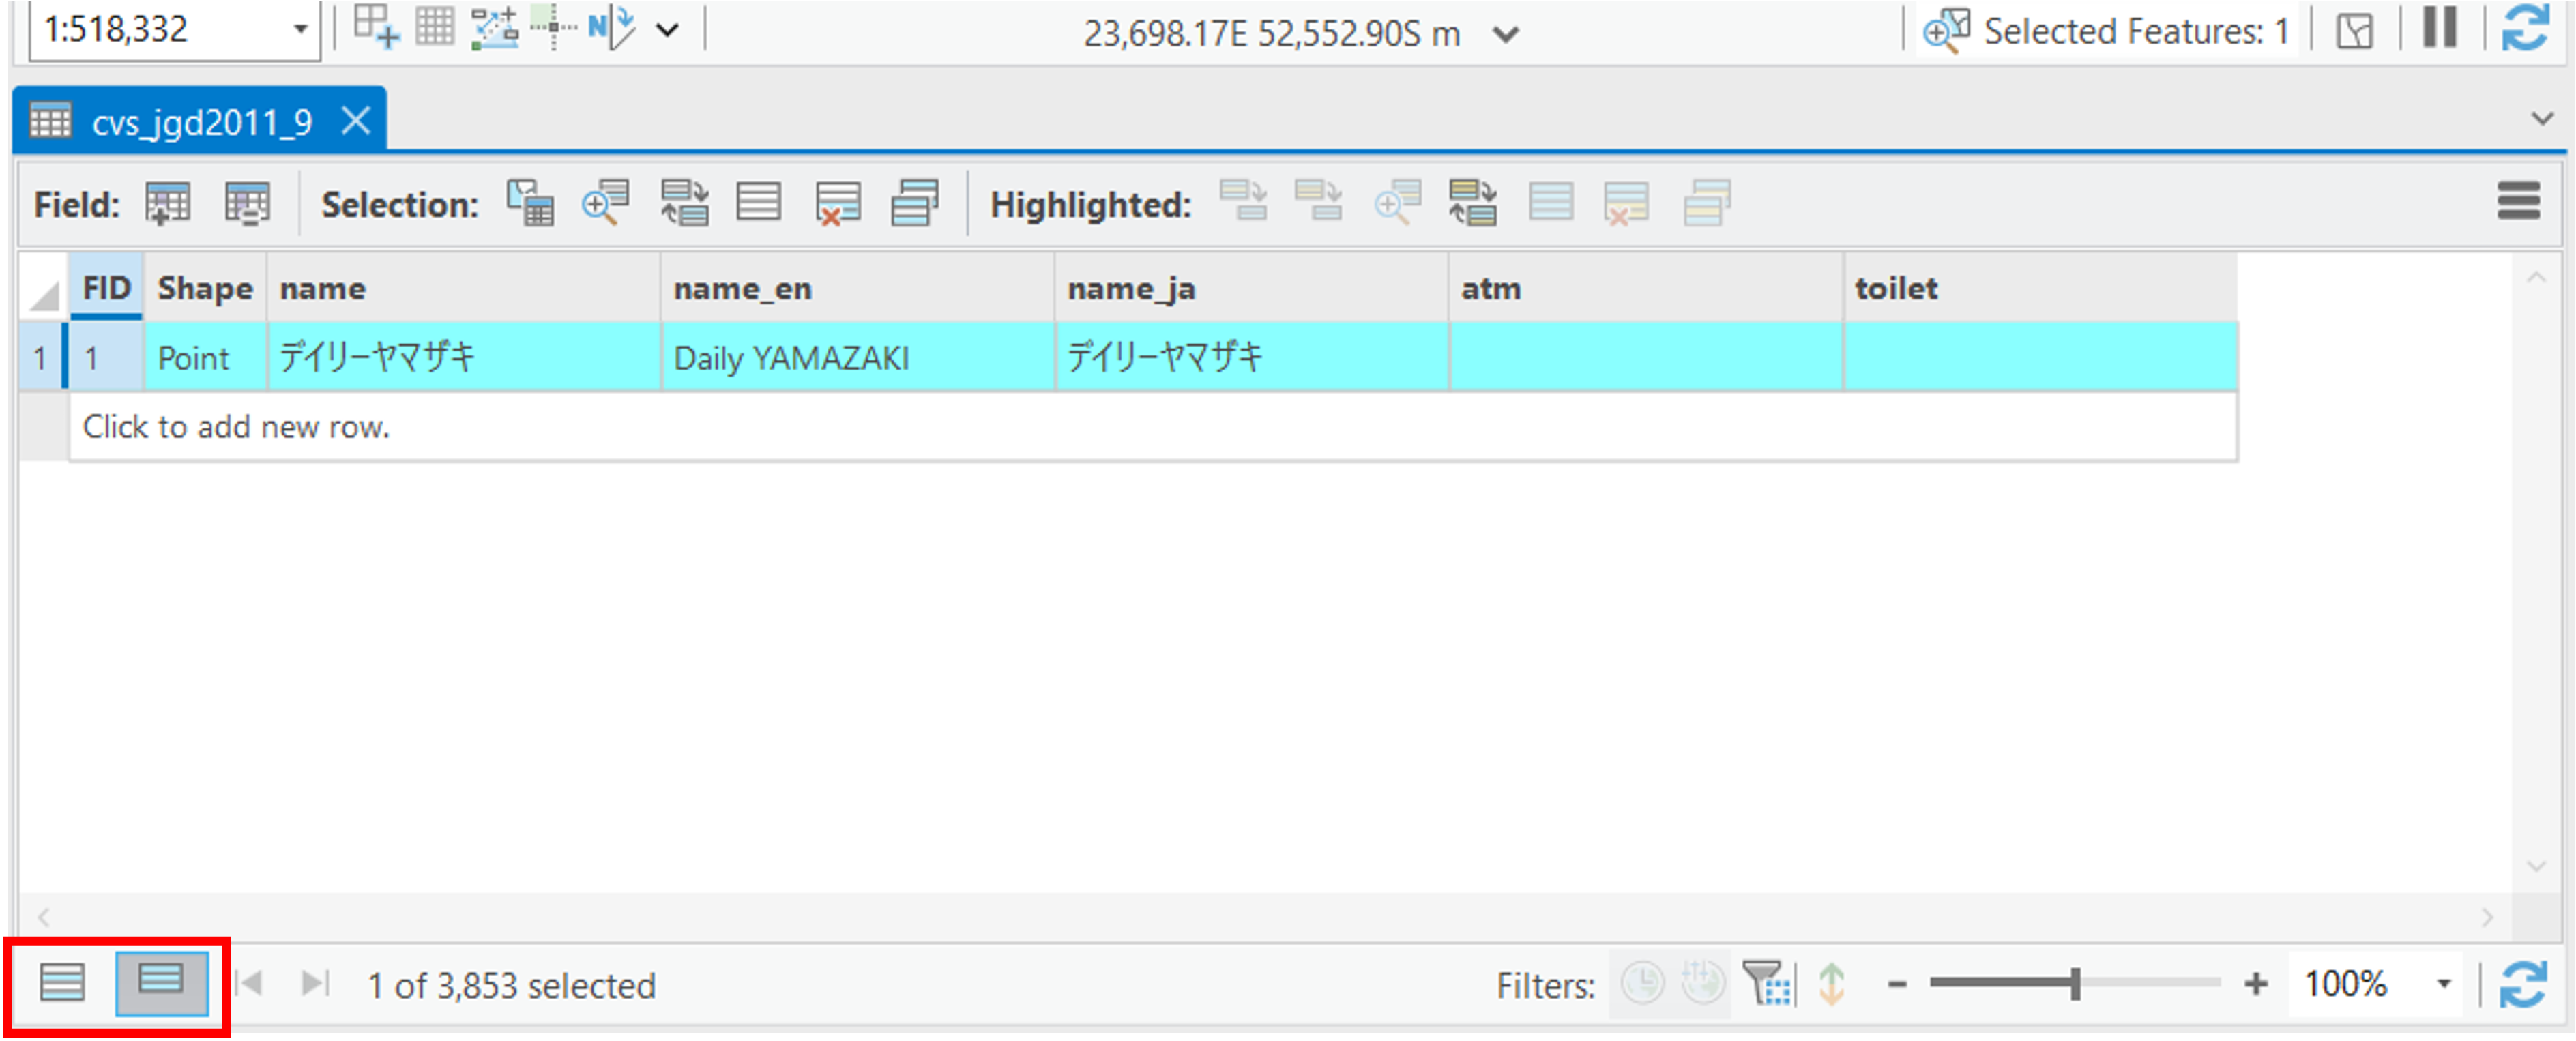 1:518,332 N 23,698.17E 52,552.90S m Selected Features: 1
cvs_jgd2011_9
Field: Selection: Highlighted:
FID Shape name name_en name_ja atm toilet
1 1 Point デイリーヤマザキ Daily YAMAZAKI デイリーヤマザキ
Click to add new row.
1 of 3,853 selected Filters: 100%